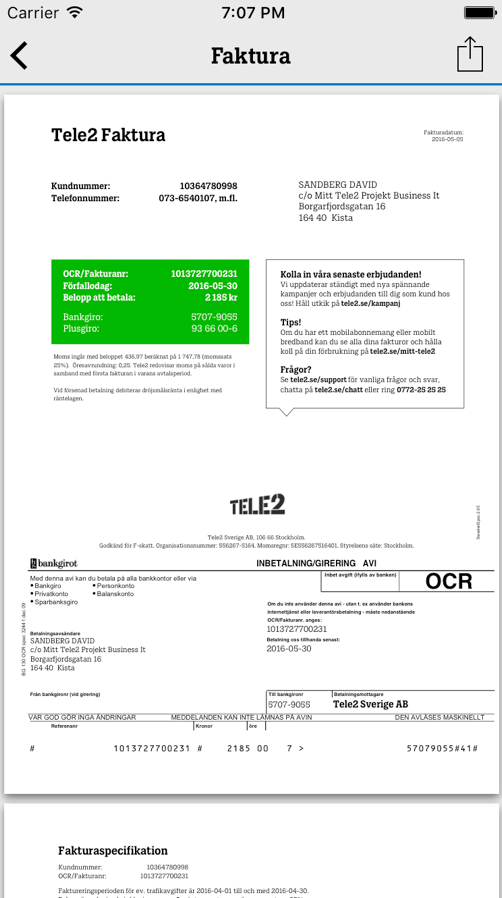 Carrier 7:07 PM
Faktura
Tele2 Faktura
Fakturadatum:
2016-05-05
Kundnummer: 10364780998
Telefonnummer: 073-6540107, m.fl.
SANDBERG DAVID
c/o Mitt Tele2 Projekt Business It
Borgarfjordsgatan 16
164 40 Kista
OCR/Fakturanr: 1013727700231
Förfallodag: 2016-05-30
Belopp att betala: 2 185 kr
Bankgiro: 5707-9055
Plusgiro: 93 66 00-6
Moms ingår med beloppet 436,97 beräknat på 1 747,78 (momssats
25%). Öresavrundning: 0,25. Tele2 redovisar moms på sålda varor i
samband med första fakturan i varans avtalsperiod.
Vid försenad betalning debiteras dröjsmålsränta i enlighet med
räntelagen.
Kolla in våra senaste erbjudanden!
Vi uppdaterar ständigt med nya spännande
kampanjer och erbjudanden till dig som kund hos
oss! Håll utkik på tele2.se/kampanj
Tips!
Om du har ett mobilabonnemang eller mobilt
bredband kan du se alla dina fakturor och hålla
koll på din förbrukning på tele2.se/mitt-tele2
Frågor?
Se tele2.se/support för vanliga frågor och svar,
chatta på tele2.se/chatt eller ring 0772-25 25 25
TELE2
Tele2 Sverige AB, 106 66 Stockholm.
Godkänd för F-skatt. Organisationsnummer: 556267-5164. Momsregnr: SE556267516401. Styrelsens säte: Stockholm.
bankgirot INBETALNING/GIRERING AVI
Med denna avi kan du betala på alla bankkontor eller via
• Bankgiro • Personkonto
• Privatkonto • Balanskonto
• Sparbanksgiro
Inbet avgift (ifylls av banken)
OCR
Om du inte använder denna avi - utan t. ex använder bankens
internettjänst eller leverantörsbetalning - måste nedanstående
OCR/Fakturanr. anges:
1013727700231
Betalning oss tillhanda senast:
2016-05-30
BG 130 OCR spec 3244 1 dec 09
Betalningsavsändare
SANDBERG DAVID
c/o Mitt Tele2 Projekt Business It
Borgarfjordsgatan 16
164 40 Kista
Från bankgironr (vid girering)
Till bankgironr Betalningsmottagare
5707-9055 Tele2 Sverige AB
VAR GOD GÖR INGA ÄNDRINGAR MEDDELANDEN KAN INTE LÄMNAS PÅ AVIN DEN AVLÄSES MASKINELLT
Referensnr Kronor öre
# 1013727700231 # 2185 00 7 > 57079055#41#
Fakturaspecifikation
Kundnummer: 10364780998
OCR/Fakturanr: 1013727700231
Faktureringsperioden för ev. trafikavgifter är 2016-04-01 till och med 2016-04-30.